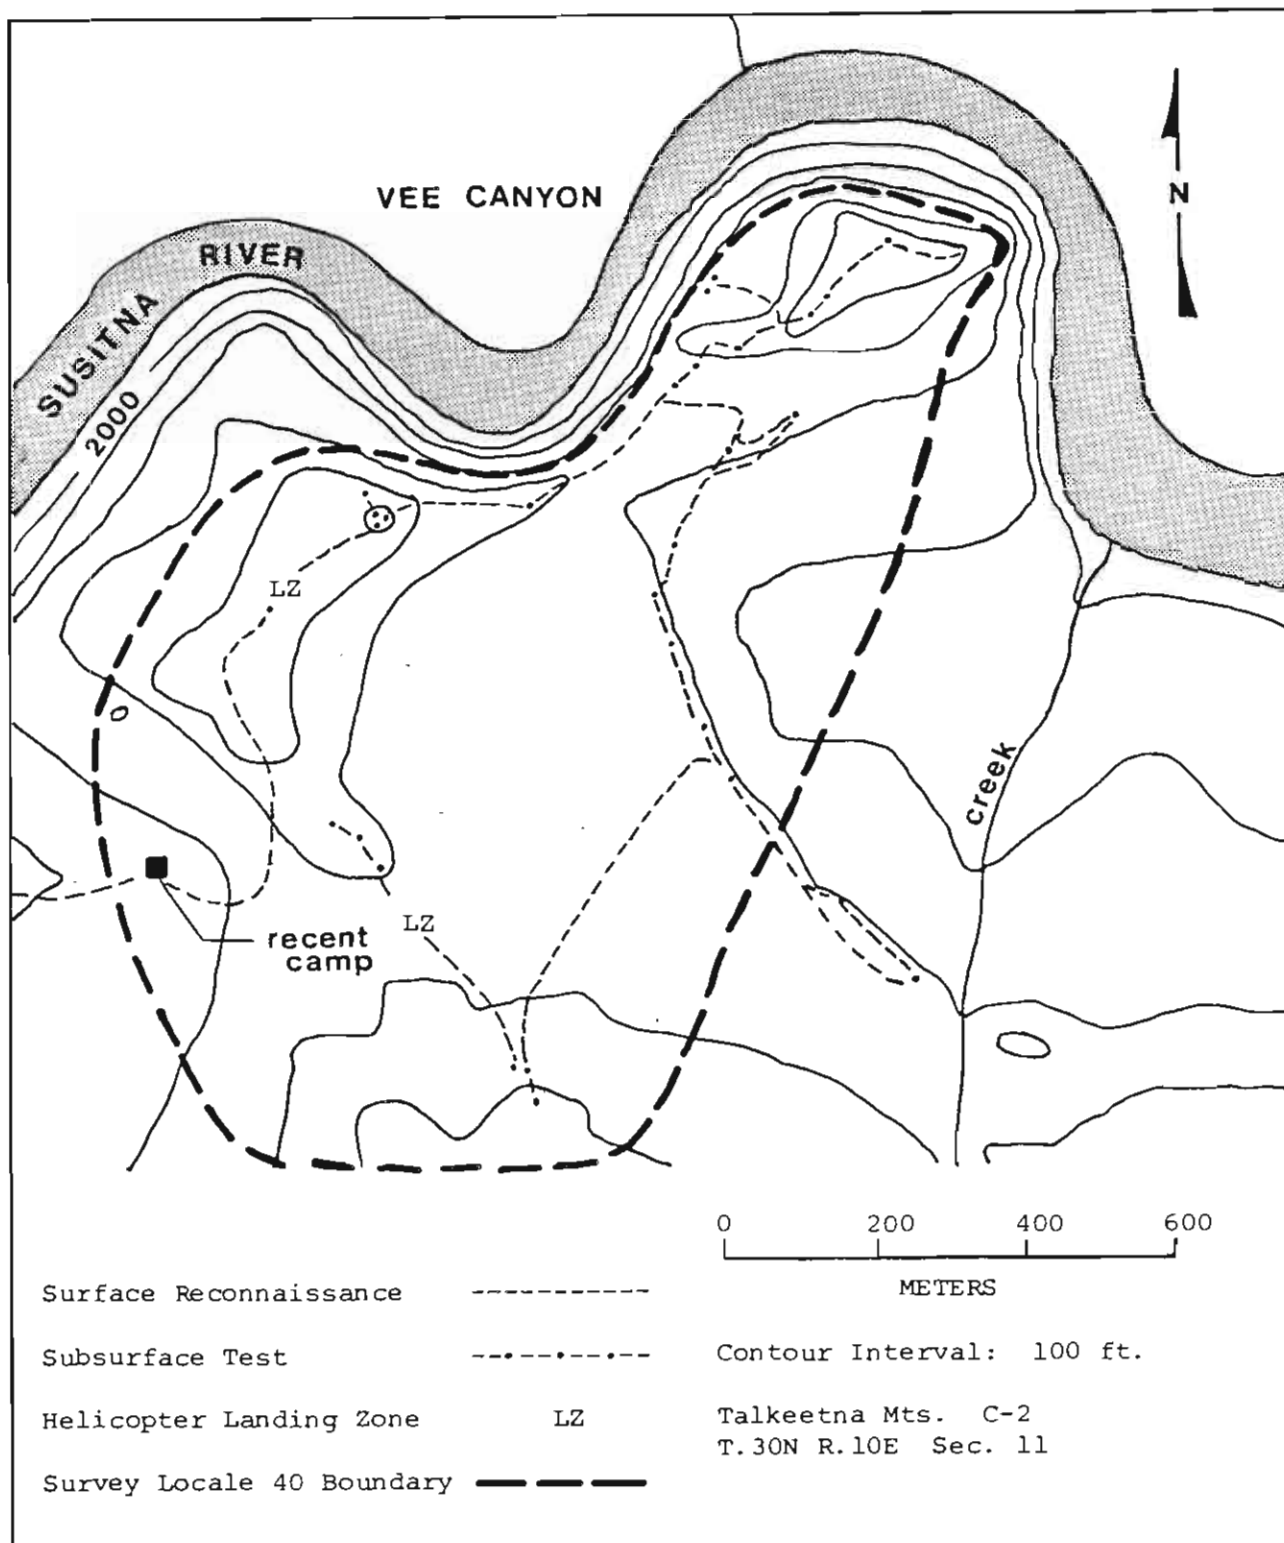 VEE CANYON
N
RIVER
SUSITNA
2000
LZ
creek
LZ
recent
camp
0 200 400 600
METERS
Surface Reconnaissance
Subsurface Test
Contour Interval: 100 ft.
Helicopter Landing Zone LZ
Talkeetna Mts. C-2
T.30N R.10E Sec. 11
Survey Locale 40 Boundary